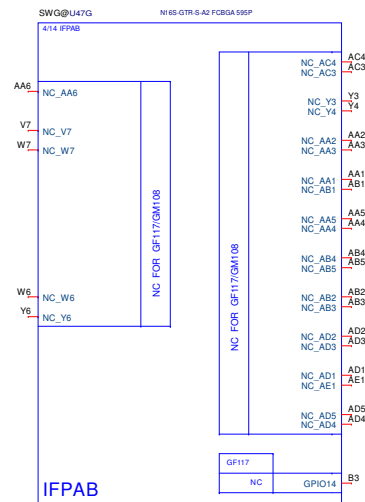 SWG@U47G
N16S-GTR-S-A2 FCBGA 595P
4/14 IFPAB
AA6 NC_AA6
V7 NC_V7
W7 NC_W7
W6 NC_W6
Y6 NC_Y6
NC FOR GF117/GM108
NC FOR GF117/GM108
NC_AC4 AC4
NC_AC3 AC3
NC_Y3 Y3
NC_Y4 Y4
NC_AA2 AA2
NC_AA3 AA3
NC_AA1 AA1
NC_AB1 AB1
NC_AA5 AA5
NC_AA4 AA4
NC_AB4 AB4
NC_AB5 AB5
NC_AB2 AB2
NC_AB3 AB3
NC_AD2 AD2
NC_AD3 AD3
NC_AD1 AD1
NC_AE1 AE1
NC_AD5 AD5
NC_AD4 AD4
GF117
NC GPIO14 B3
IFPAB